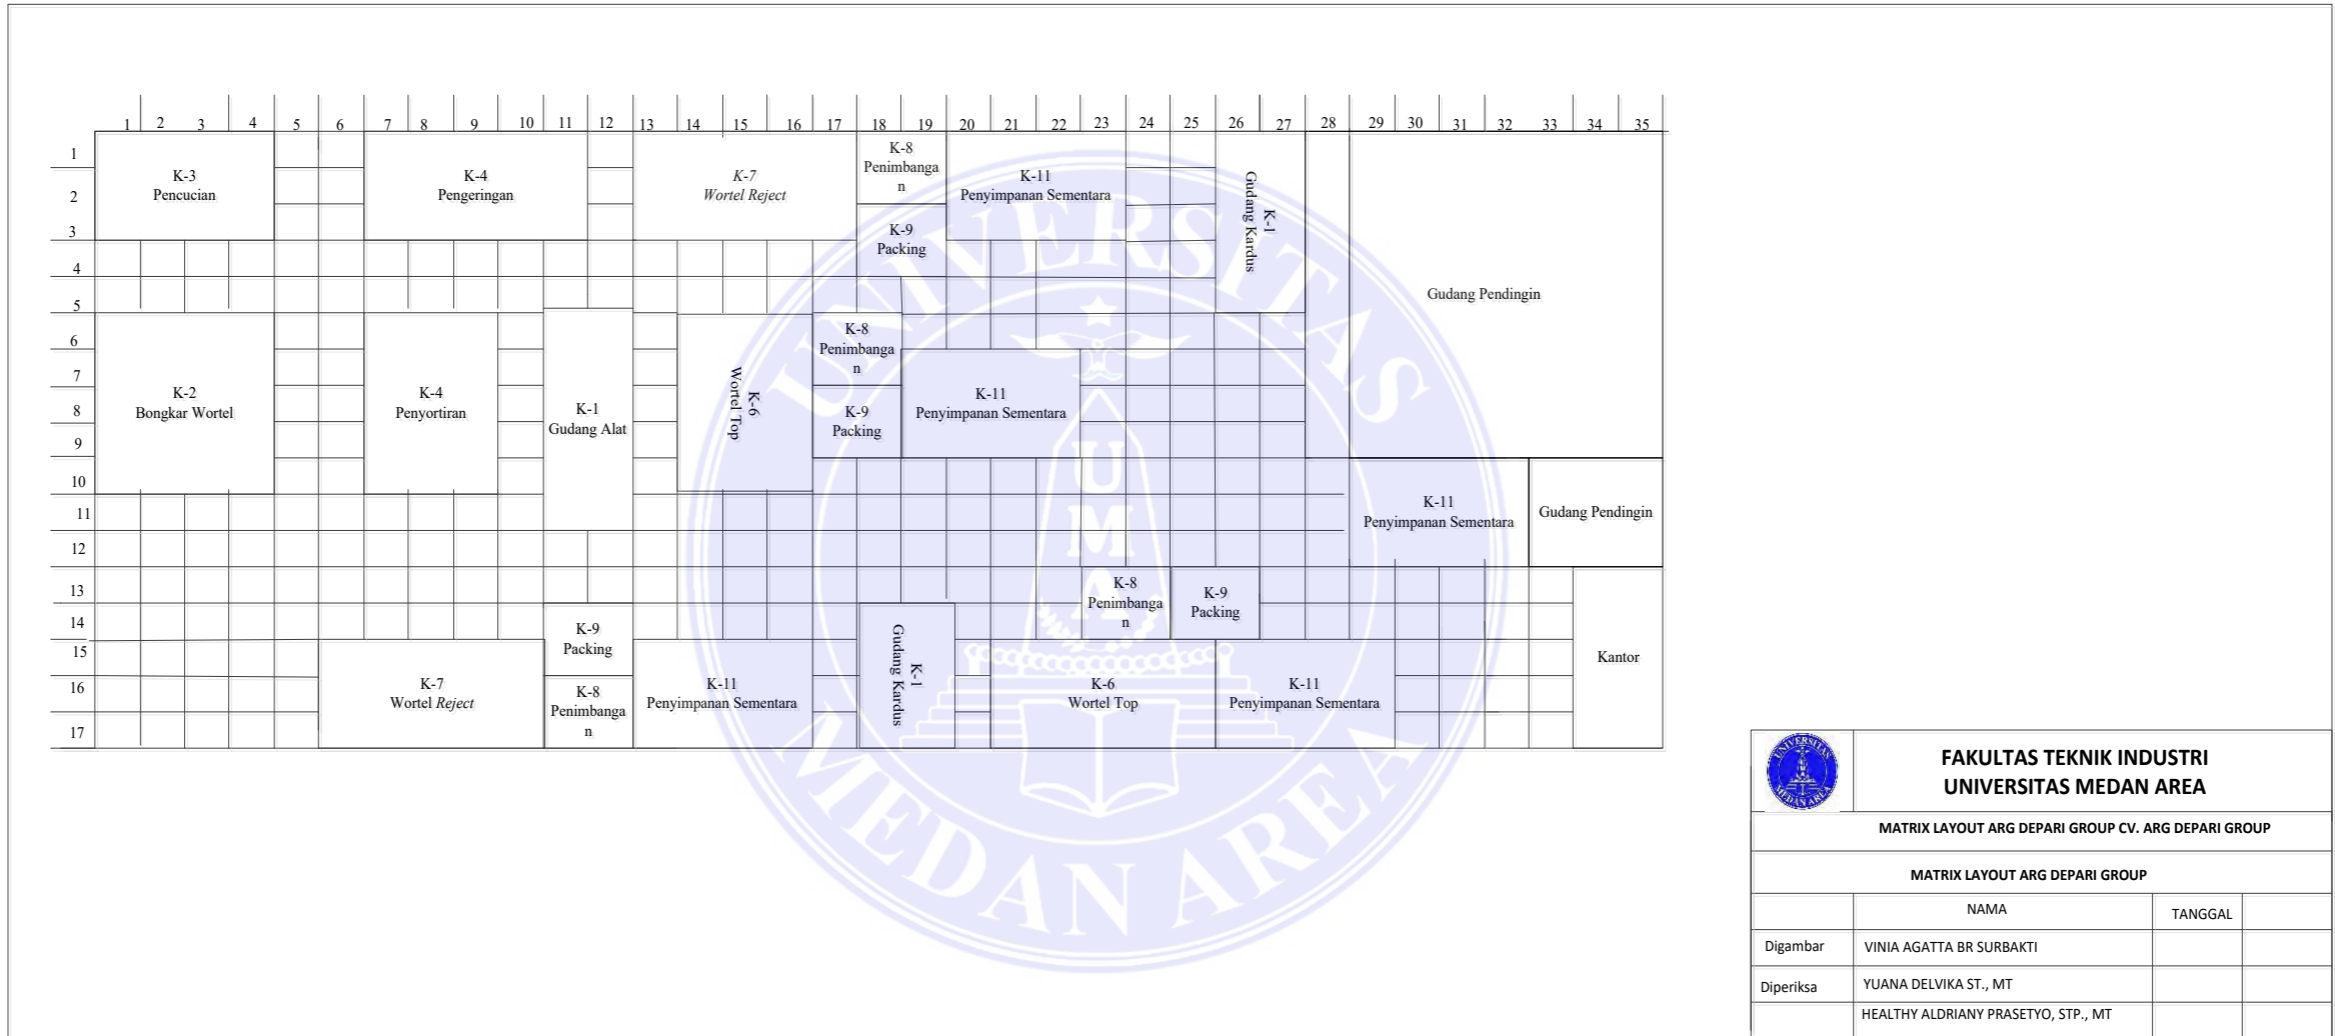 1 2 3 4 5 6 7 8 9 10 11 12 13 14 15 16 17 18 19 20 21 22 23 24 25 26 27 28 29 30 31 32 33 34 35
1
2
3
4
5
6
7
8
9
10
11
12
13
14
15
16
17
K-3
Pencucian
K-4
Pengeringan
K-7
Wortel Reject
K-8
Penimbanga
n
K-9
Packing
K-11
Penyimpanan Sementara
K-1
Gudang Kardus
Gudang Pendingin
K-2
Bongkar Wortel
K-4
Penyortiran
K-1
Gudang Alat
K-6
Wortel Top
K-8
Penimbanga
n
K-9
Packing
K-11
Penyimpanan Sementara
K-11
Penyimpanan Sementara
Gudang Pendingin
K-8
Penimbanga
n
K-9
Packing
K-7
Wortel Reject
K-9
Packing
K-8
Penimbanga
n
K-11
Penyimpanan Sementara
K-1
Gudang Kardus
K-6
Wortel Top
K-11
Penyimpanan Sementara
Kantor
UNIVERSITAS
MEDAN AREA
UMA
UNIVERSITAS
MEDAN AREA
FAKULTAS TEKNIK INDUSTRI
UNIVERSITAS MEDAN AREA
MATRIX LAYOUT ARG DEPARI GROUP CV. ARG DEPARI GROUP
MATRIX LAYOUT ARG DEPARI GROUP
NAMA TANGGAL
Digambar VINIA AGATTA BR SURBAKTI
Diperiksa YUANA DELVIKA ST., MT
HEALTHY ALDRIANY PRASETYO, STP., MT